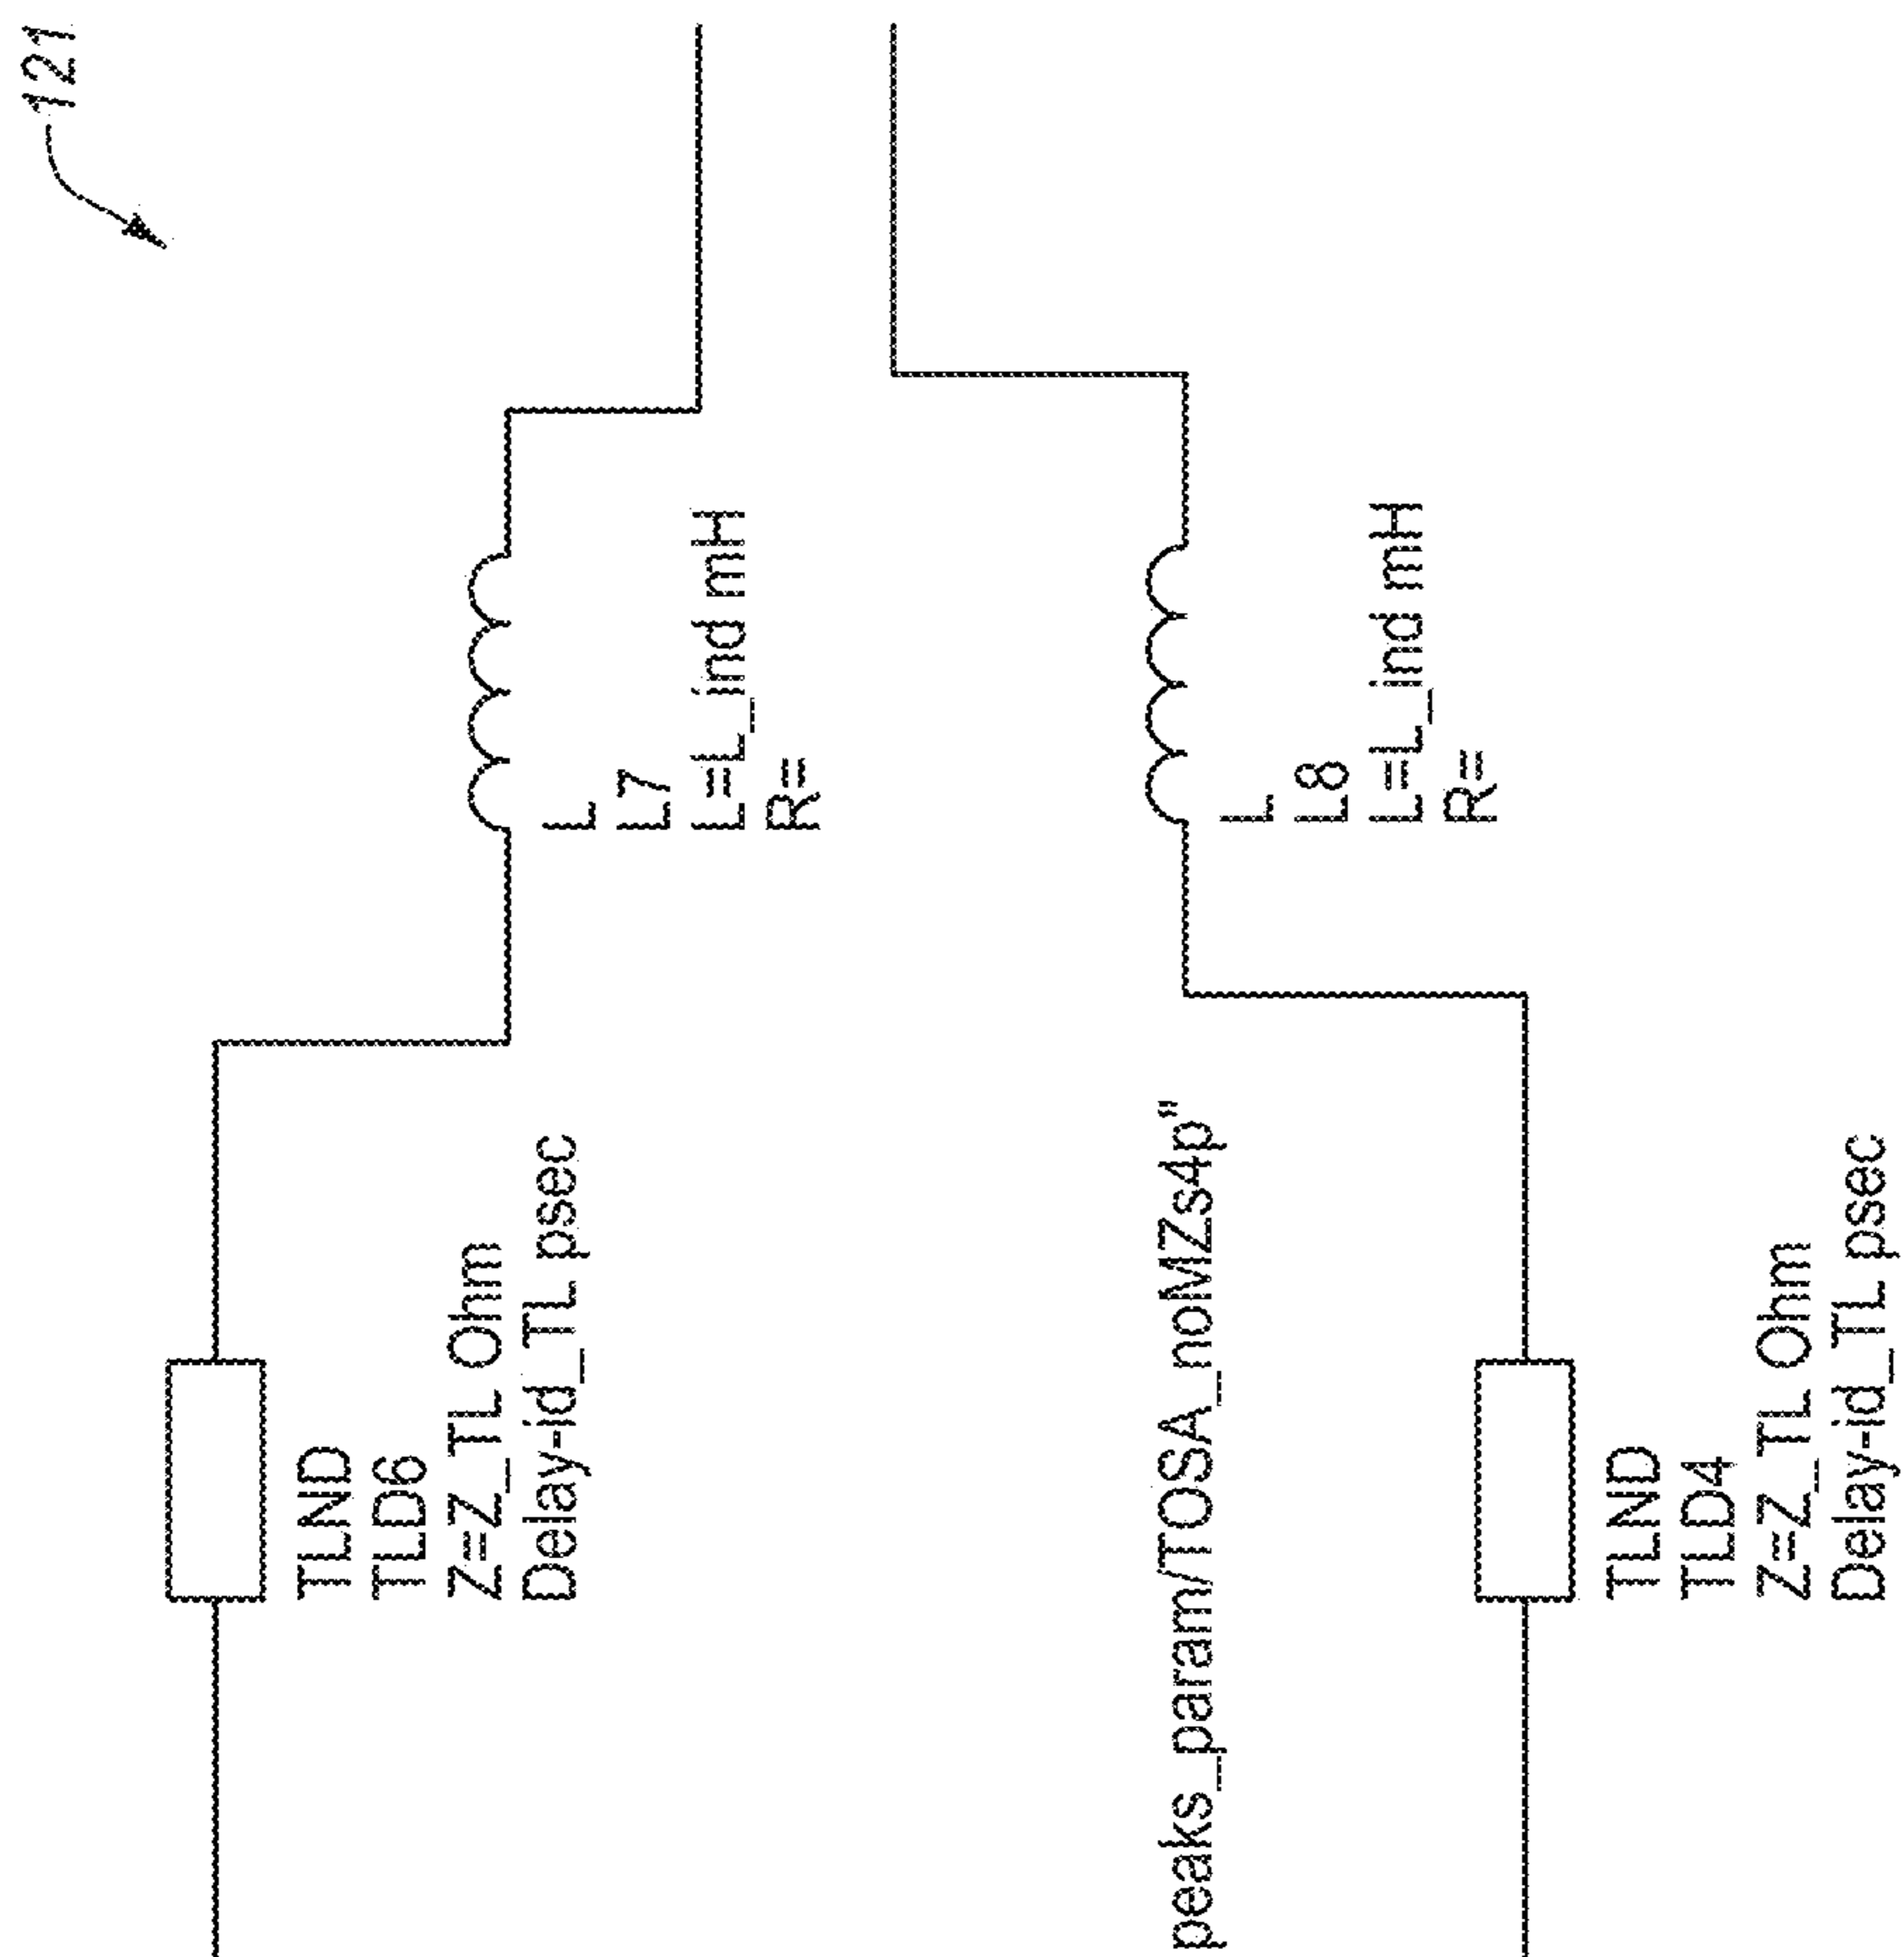 121
TLND
TLD6
Z=Z_TL Ohm
Delay-id_TL psec
L
L7
L=L_ind mH
R=
peaks_param/TOSA_noMZs4p"
L
L8
L=L_ind mH
R=
TLND
TLD4
Z=Z_TL Ohm
Delay-id_TL psec